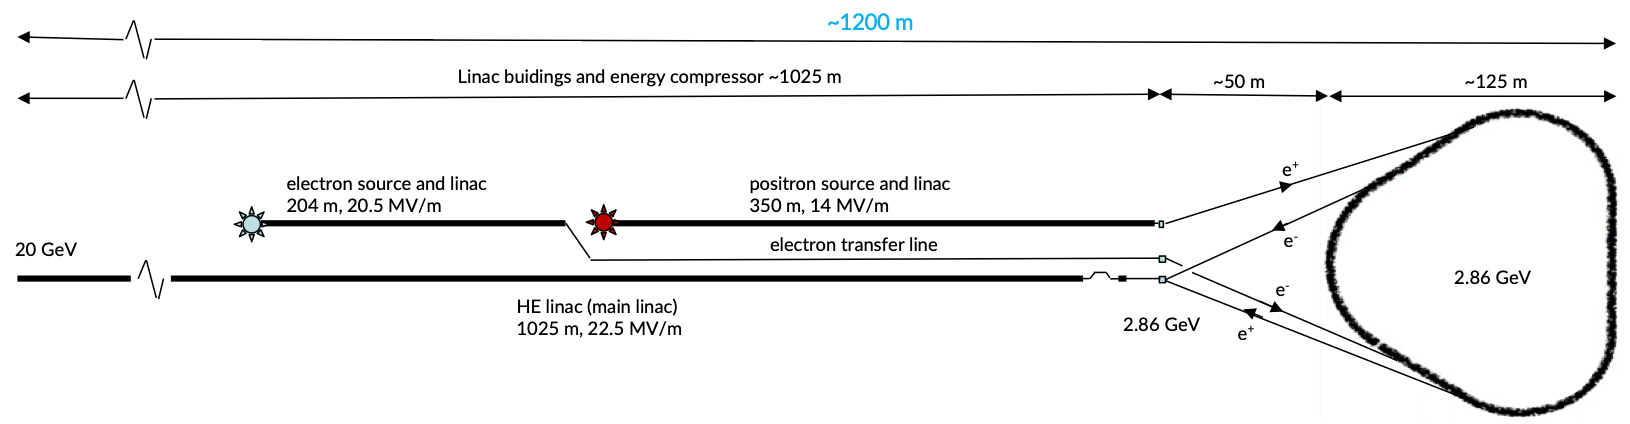 ~1200 m
Linac buidings and energy compressor ~1025 m
~50 m
~125 m
e+
electron source and linac
204 m, 20.5 MV/m
positron source and linac
350 m, 14 MV/m
e-
electron transfer line
20 GeV
2.86 GeV
e-
HE linac (main linac)
1025 m, 22.5 MV/m
2.86 GeV
e+